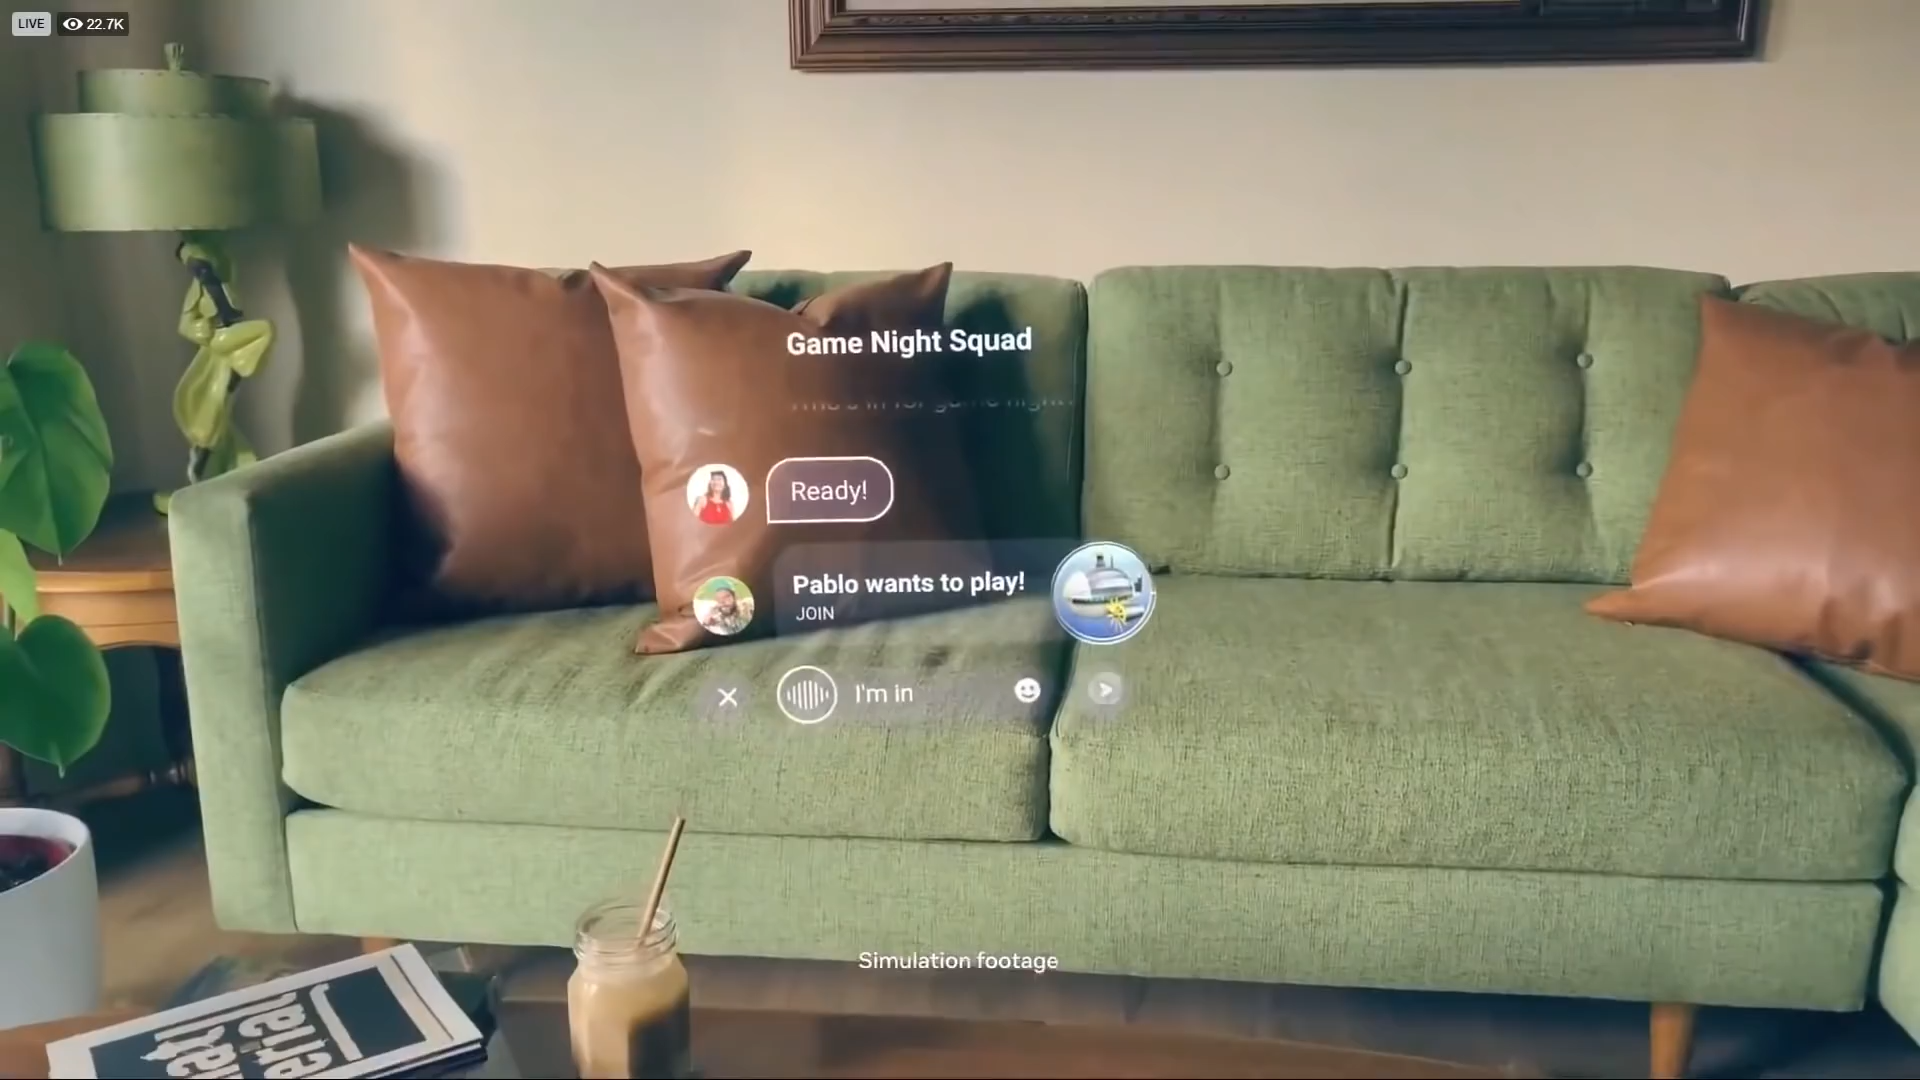 LIVE 22.7K
Game Night Squad
Ready!
Pablo wants to play!
JOIN
I'm in
Simulation footage